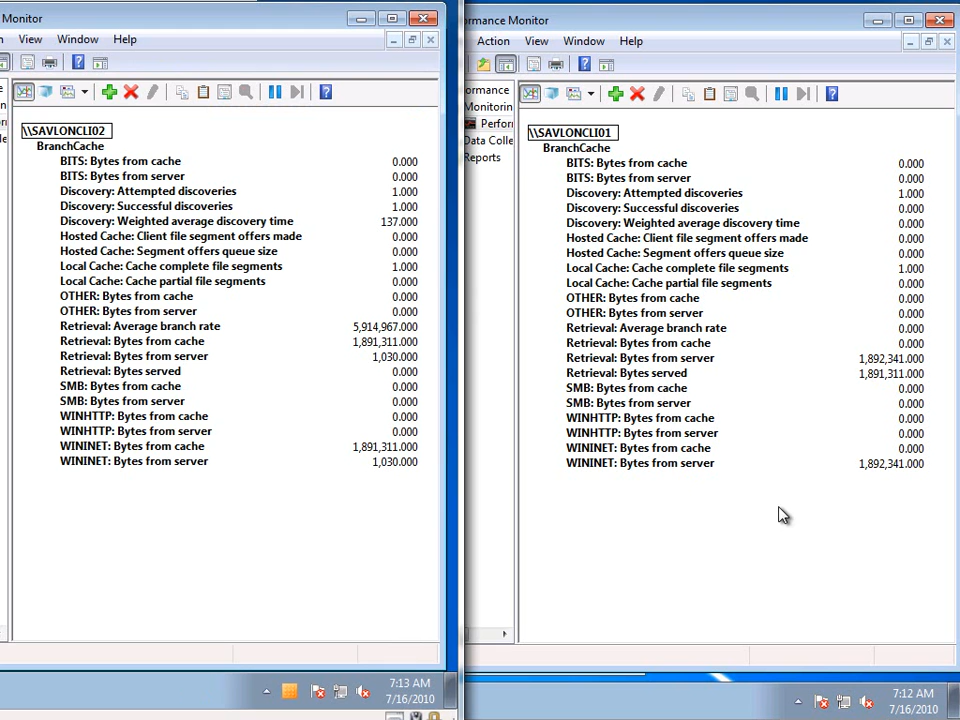 Monitor
View Window Help
\\SAVLONCLI02
BranchCache
BITS: Bytes from cache 0.000
BITS: Bytes from server 0.000
Discovery: Attempted discoveries 1.000
Discovery: Successful discoveries 1.000
Discovery: Weighted average discovery time 137.000
Hosted Cache: Client file segment offers made 0.000
Hosted Cache: Segment offers queue size 0.000
Local Cache: Cache complete file segments 1.000
Local Cache: Cache partial file segments 0.000
OTHER: Bytes from cache 0.000
OTHER: Bytes from server 0.000
Retrieval: Average branch rate 5,914,967.000
Retrieval: Bytes from cache 1,891,311.000
Retrieval: Bytes from server 1,030.000
Retrieval: Bytes served 0.000
SMB: Bytes from cache 0.000
SMB: Bytes from server 0.000
WINHTTP: Bytes from cache 0.000
WINHTTP: Bytes from server 0.000
WININET: Bytes from cache 1,891,311.000
WININET: Bytes from server 1,030.000
7:13 AM
7/16/2010
ormance Monitor
Action View Window Help
ormance
Monitorin
Perforn
Data Colle
Reports
\\SAVLONCLI01
BranchCache
BITS: Bytes from cache 0.000
BITS: Bytes from server 0.000
Discovery: Attempted discoveries 1.000
Discovery: Successful discoveries 0.000
Discovery: Weighted average discovery time 0.000
Hosted Cache: Client file segment offers made 0.000
Hosted Cache: Segment offers queue size 0.000
Local Cache: Cache complete file segments 1.000
Local Cache: Cache partial file segments 0.000
OTHER: Bytes from cache 0.000
OTHER: Bytes from server 0.000
Retrieval: Average branch rate 0.000
Retrieval: Bytes from cache 0.000
Retrieval: Bytes from server 1,892,341.000
Retrieval: Bytes served 1,891,311.000
SMB: Bytes from cache 0.000
SMB: Bytes from server 0.000
WINHTTP: Bytes from cache 0.000
WINHTTP: Bytes from server 0.000
WININET: Bytes from cache 0.000
WININET: Bytes from server 1,892,341.000
7:12 AM
7/16/2010